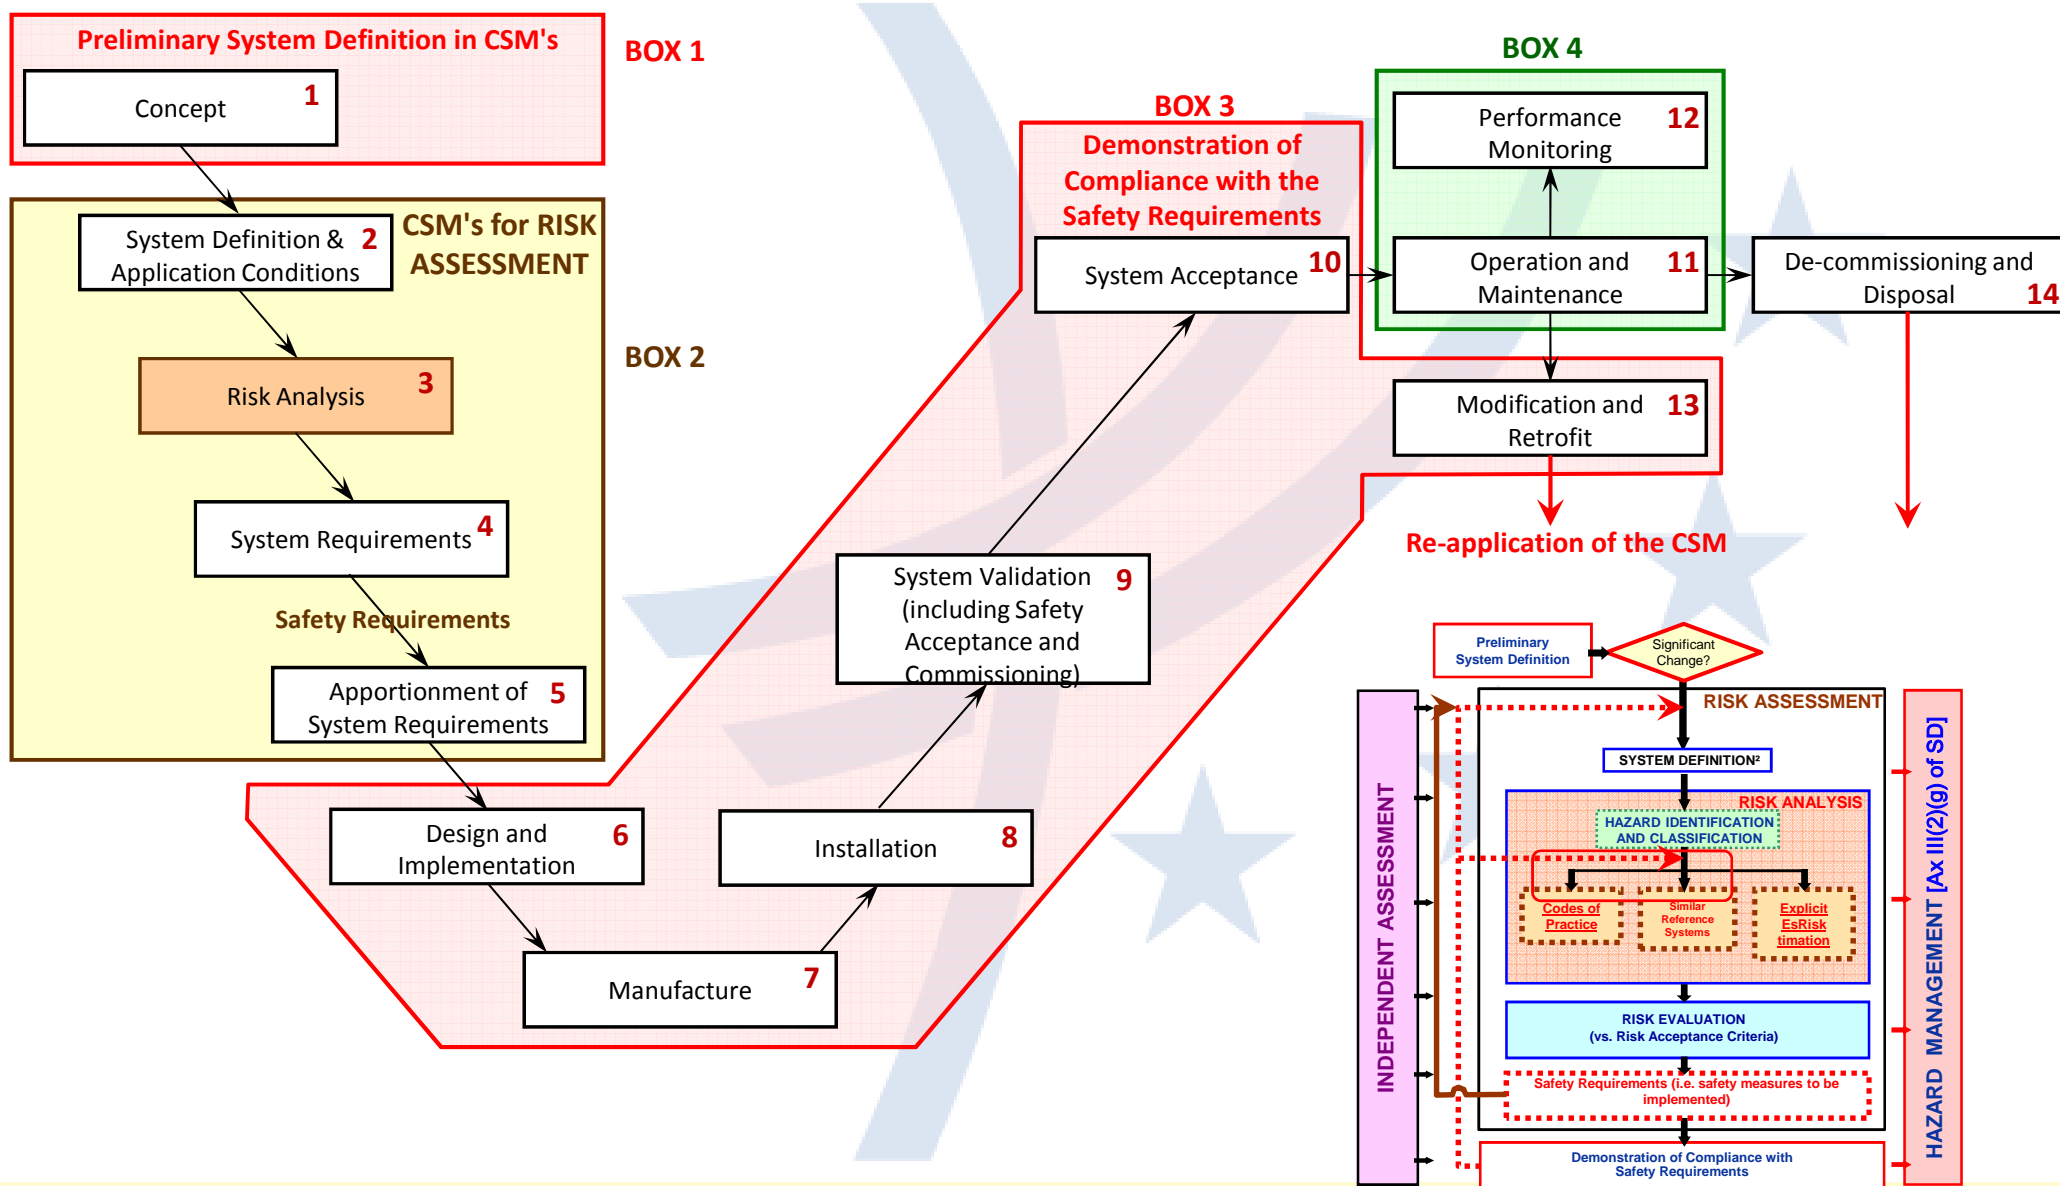 Preliminary System Definition in CSM's
BOX 1
Concept
1
CSM's for RISK
ASSESSMENT
BOX 2
System Definition &
Application Conditions
2
Risk Analysis
3
System Requirements
4
Safety Requirements
Apportionment of
System Requirements
5
BOX 3
Demonstration of
Compliance with the
Safety Requirements
Design and
Implementation
6
Manufacture
7
Installation
8
System Validation
(including Safety
Acceptance and
Commissioning)
9
System Acceptance
10
BOX 4
Performance
Monitoring
12
Operation and
Maintenance
11
De-commissioning and
Disposal
14
Modification and
Retrofit
13
Re-application of the CSM
Preliminary
System Definition
Significant
Change?
INDEPENDENT ASSESSMENT
RISK ASSESSMENT
SYSTEM DEFINITION²
RISK ANALYSIS
HAZARD IDENTIFICATION
AND CLASSIFICATION
Codes of
Practice
Similar
Reference
Systems
Explicit
EsRisk
timation
RISK EVALUATION
(vs. Risk Acceptance Criteria)
Safety Requirements (i.e. safety measures to be
implemented)
Demonstration of Compliance with
Safety Requirements
HAZARD MANAGEMENT [Ax III(2)(g) of SD]